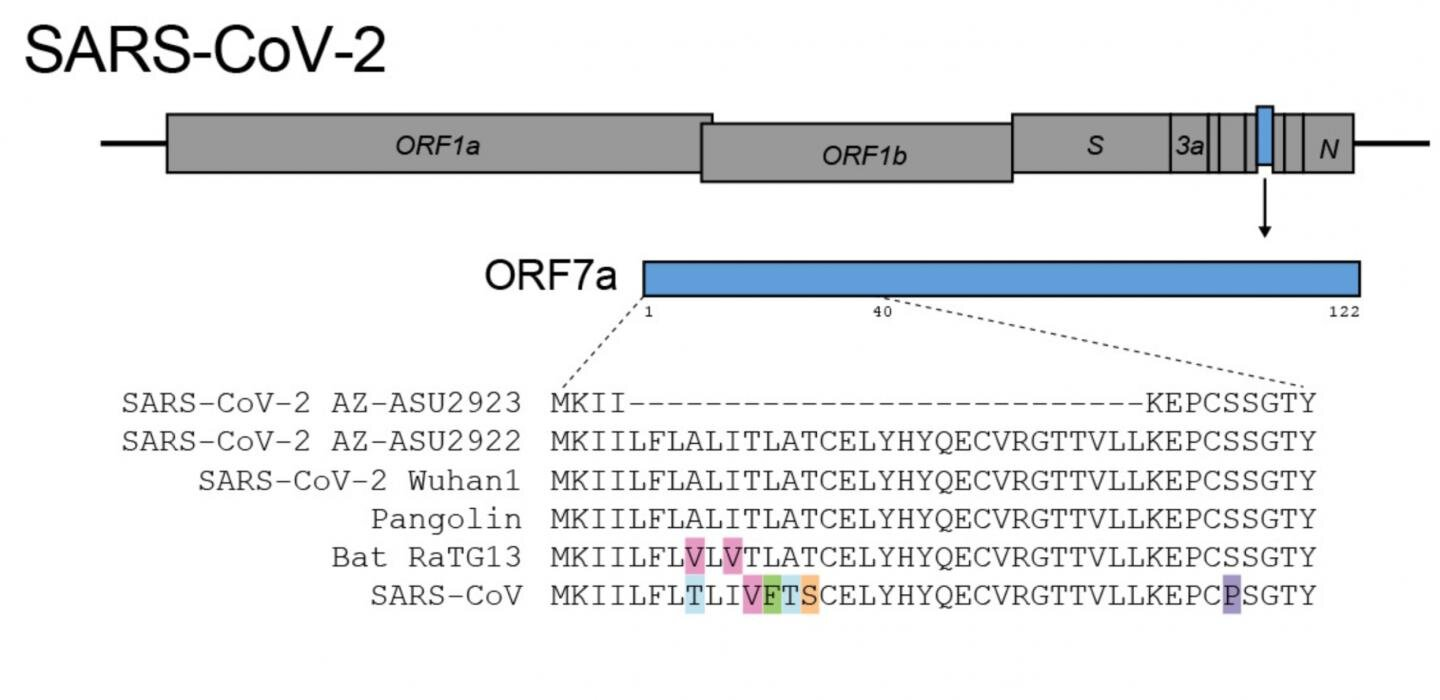 SARS-CoV-2
ORF1a ORF1b S 3a N
ORF7a
1 40 122
SARS-CoV-2 AZ-ASU2923 MKII---------------------------KEPCSSGTY
SARS-CoV-2 AZ-ASU2922 MKIILFLALITLATCELYHYQECVRGTTVLLKEPCSSGTY
SARS-CoV-2 Wuhan1 MKIILFLALITLATCELYHYQECVRGTTVLLKEPCSSGTY
Pangolin MKIILFLALITLATCELYHYQECVRGTTVLLKEPCSSGTY
Bat RaTG13 MKIILFLVLVTLATCELYHYQECVRGTTVLLKEPCSSGTY
SARS-CoV MKIILFLTLIVFTSCELYHYQECVRGTTVLLKEPCPSGTY